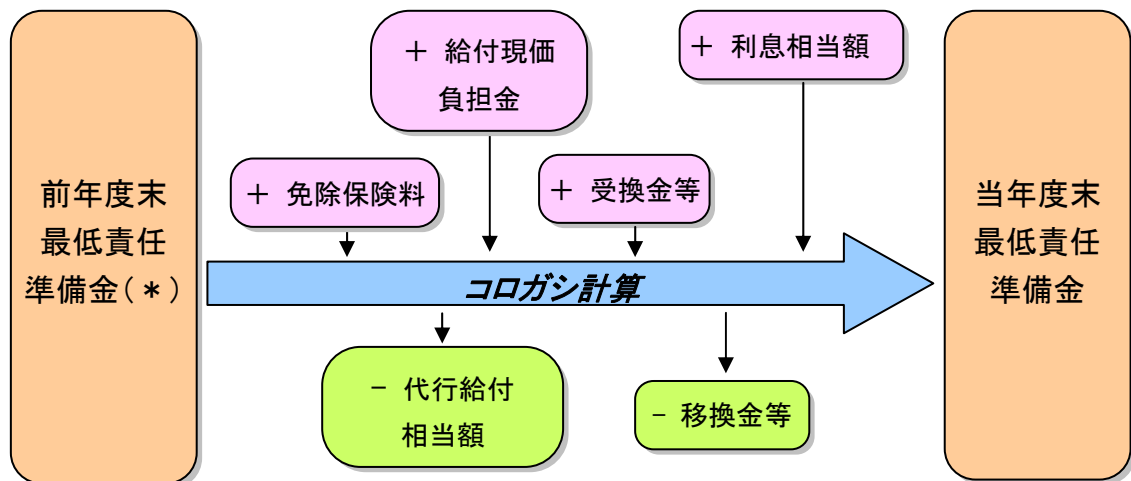 前年度末
最低責任
準備金(*)
+ 免除保険料
+ 給付現価
負担金
+ 受換金等
+ 利息相当額
コロガシ計算
- 代行給付
相当額
- 移換金等
当年度末
最低責任
準備金